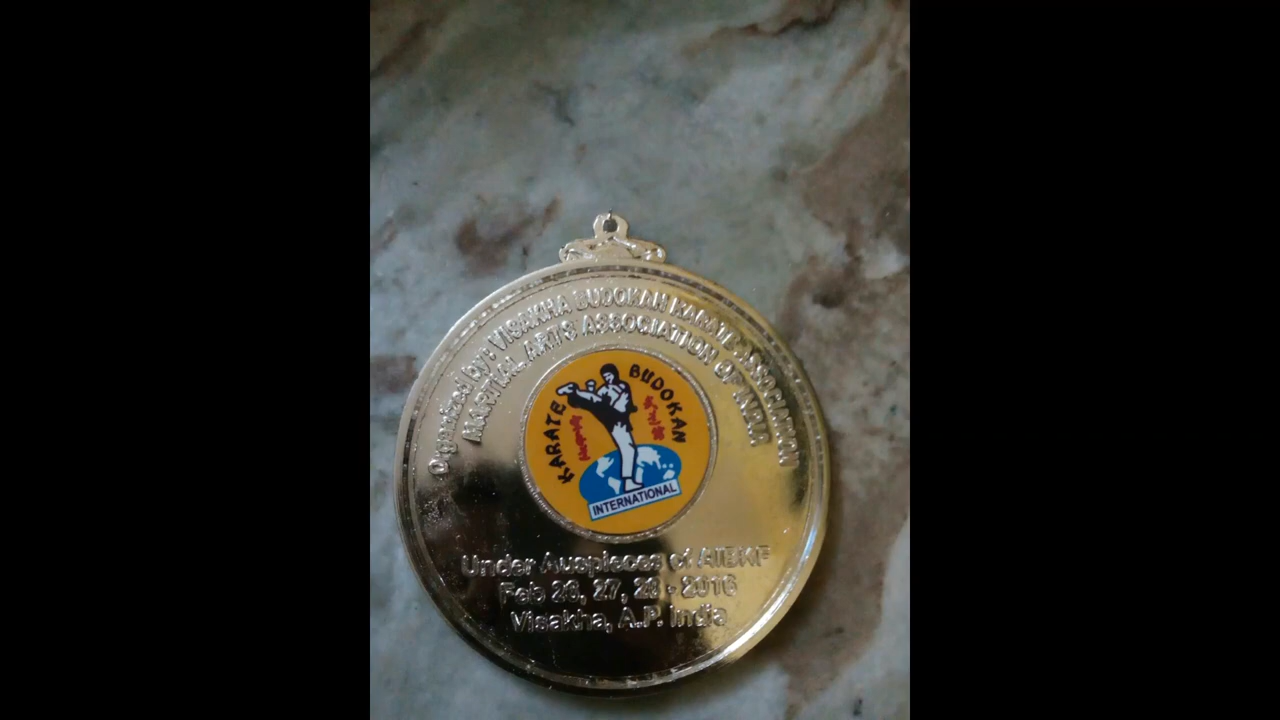 Organized by: VISAKHA BUDOKAN KARATE ASSOCIATION
MARTIAL ARTS ASSOCIATION OF INDIA
KARATE BUDOKAN
INTERNATIONAL
Under Auspieces of AIBKF
Feb 26, 27, 28 - 2016
Visakha, A.P. India